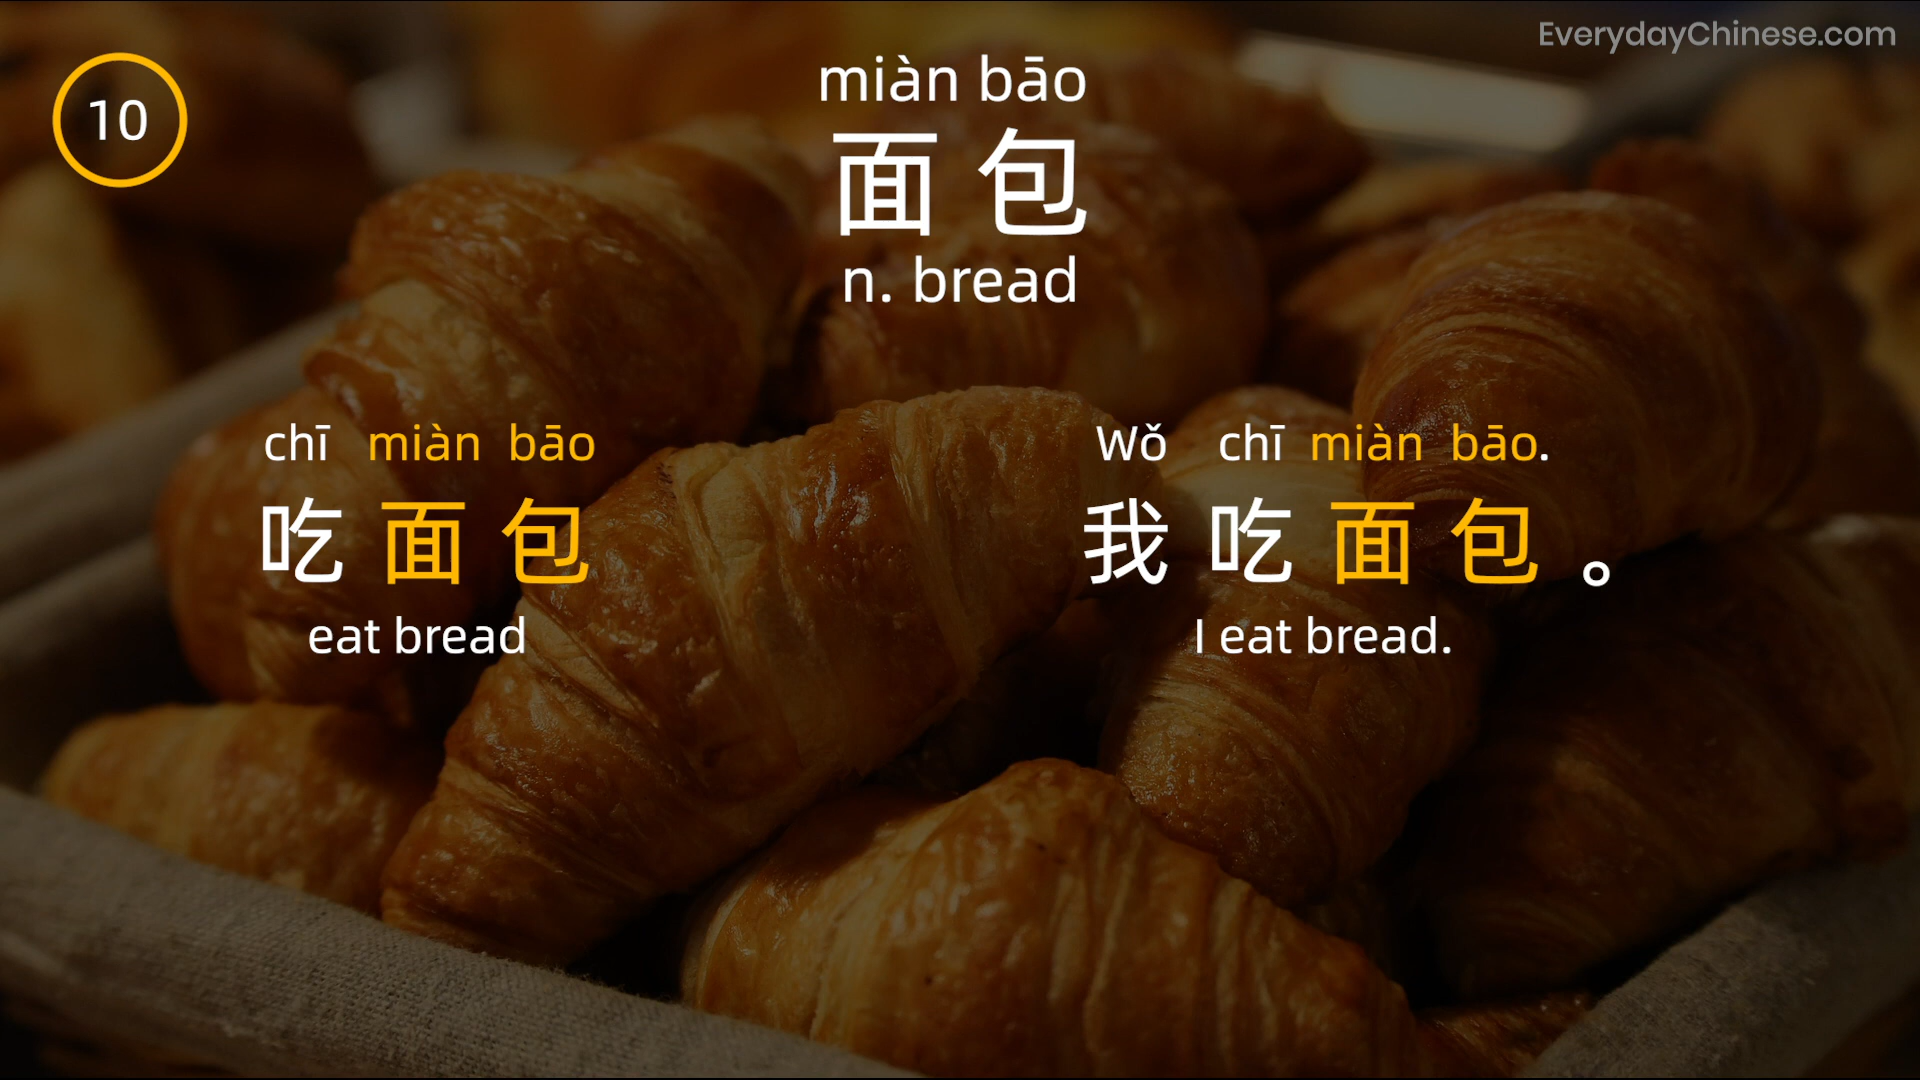 EverydayChinese.com
10
miàn bāo
面包
n. bread
chī miàn bāo
吃面包
eat bread
Wǒ chī miàn bāo.
我吃面包。
I eat bread.